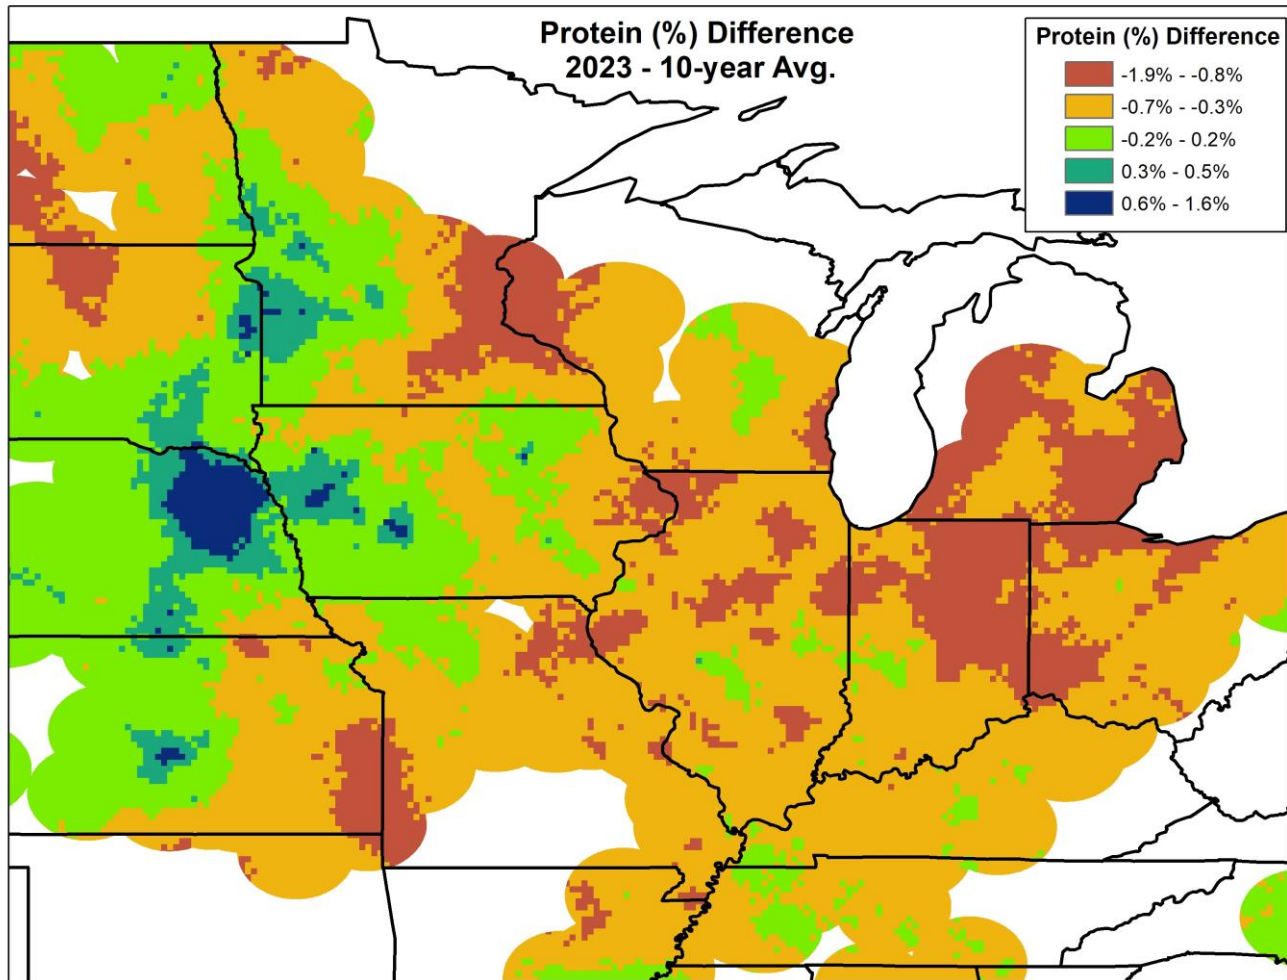 Protein (%) Difference
2023 - 10-year Avg.
Protein (%) Difference
-1.9% - -0.8%
-0.7% - -0.3%
-0.2% - 0.2%
0.3% - 0.5%
0.6% - 1.6%